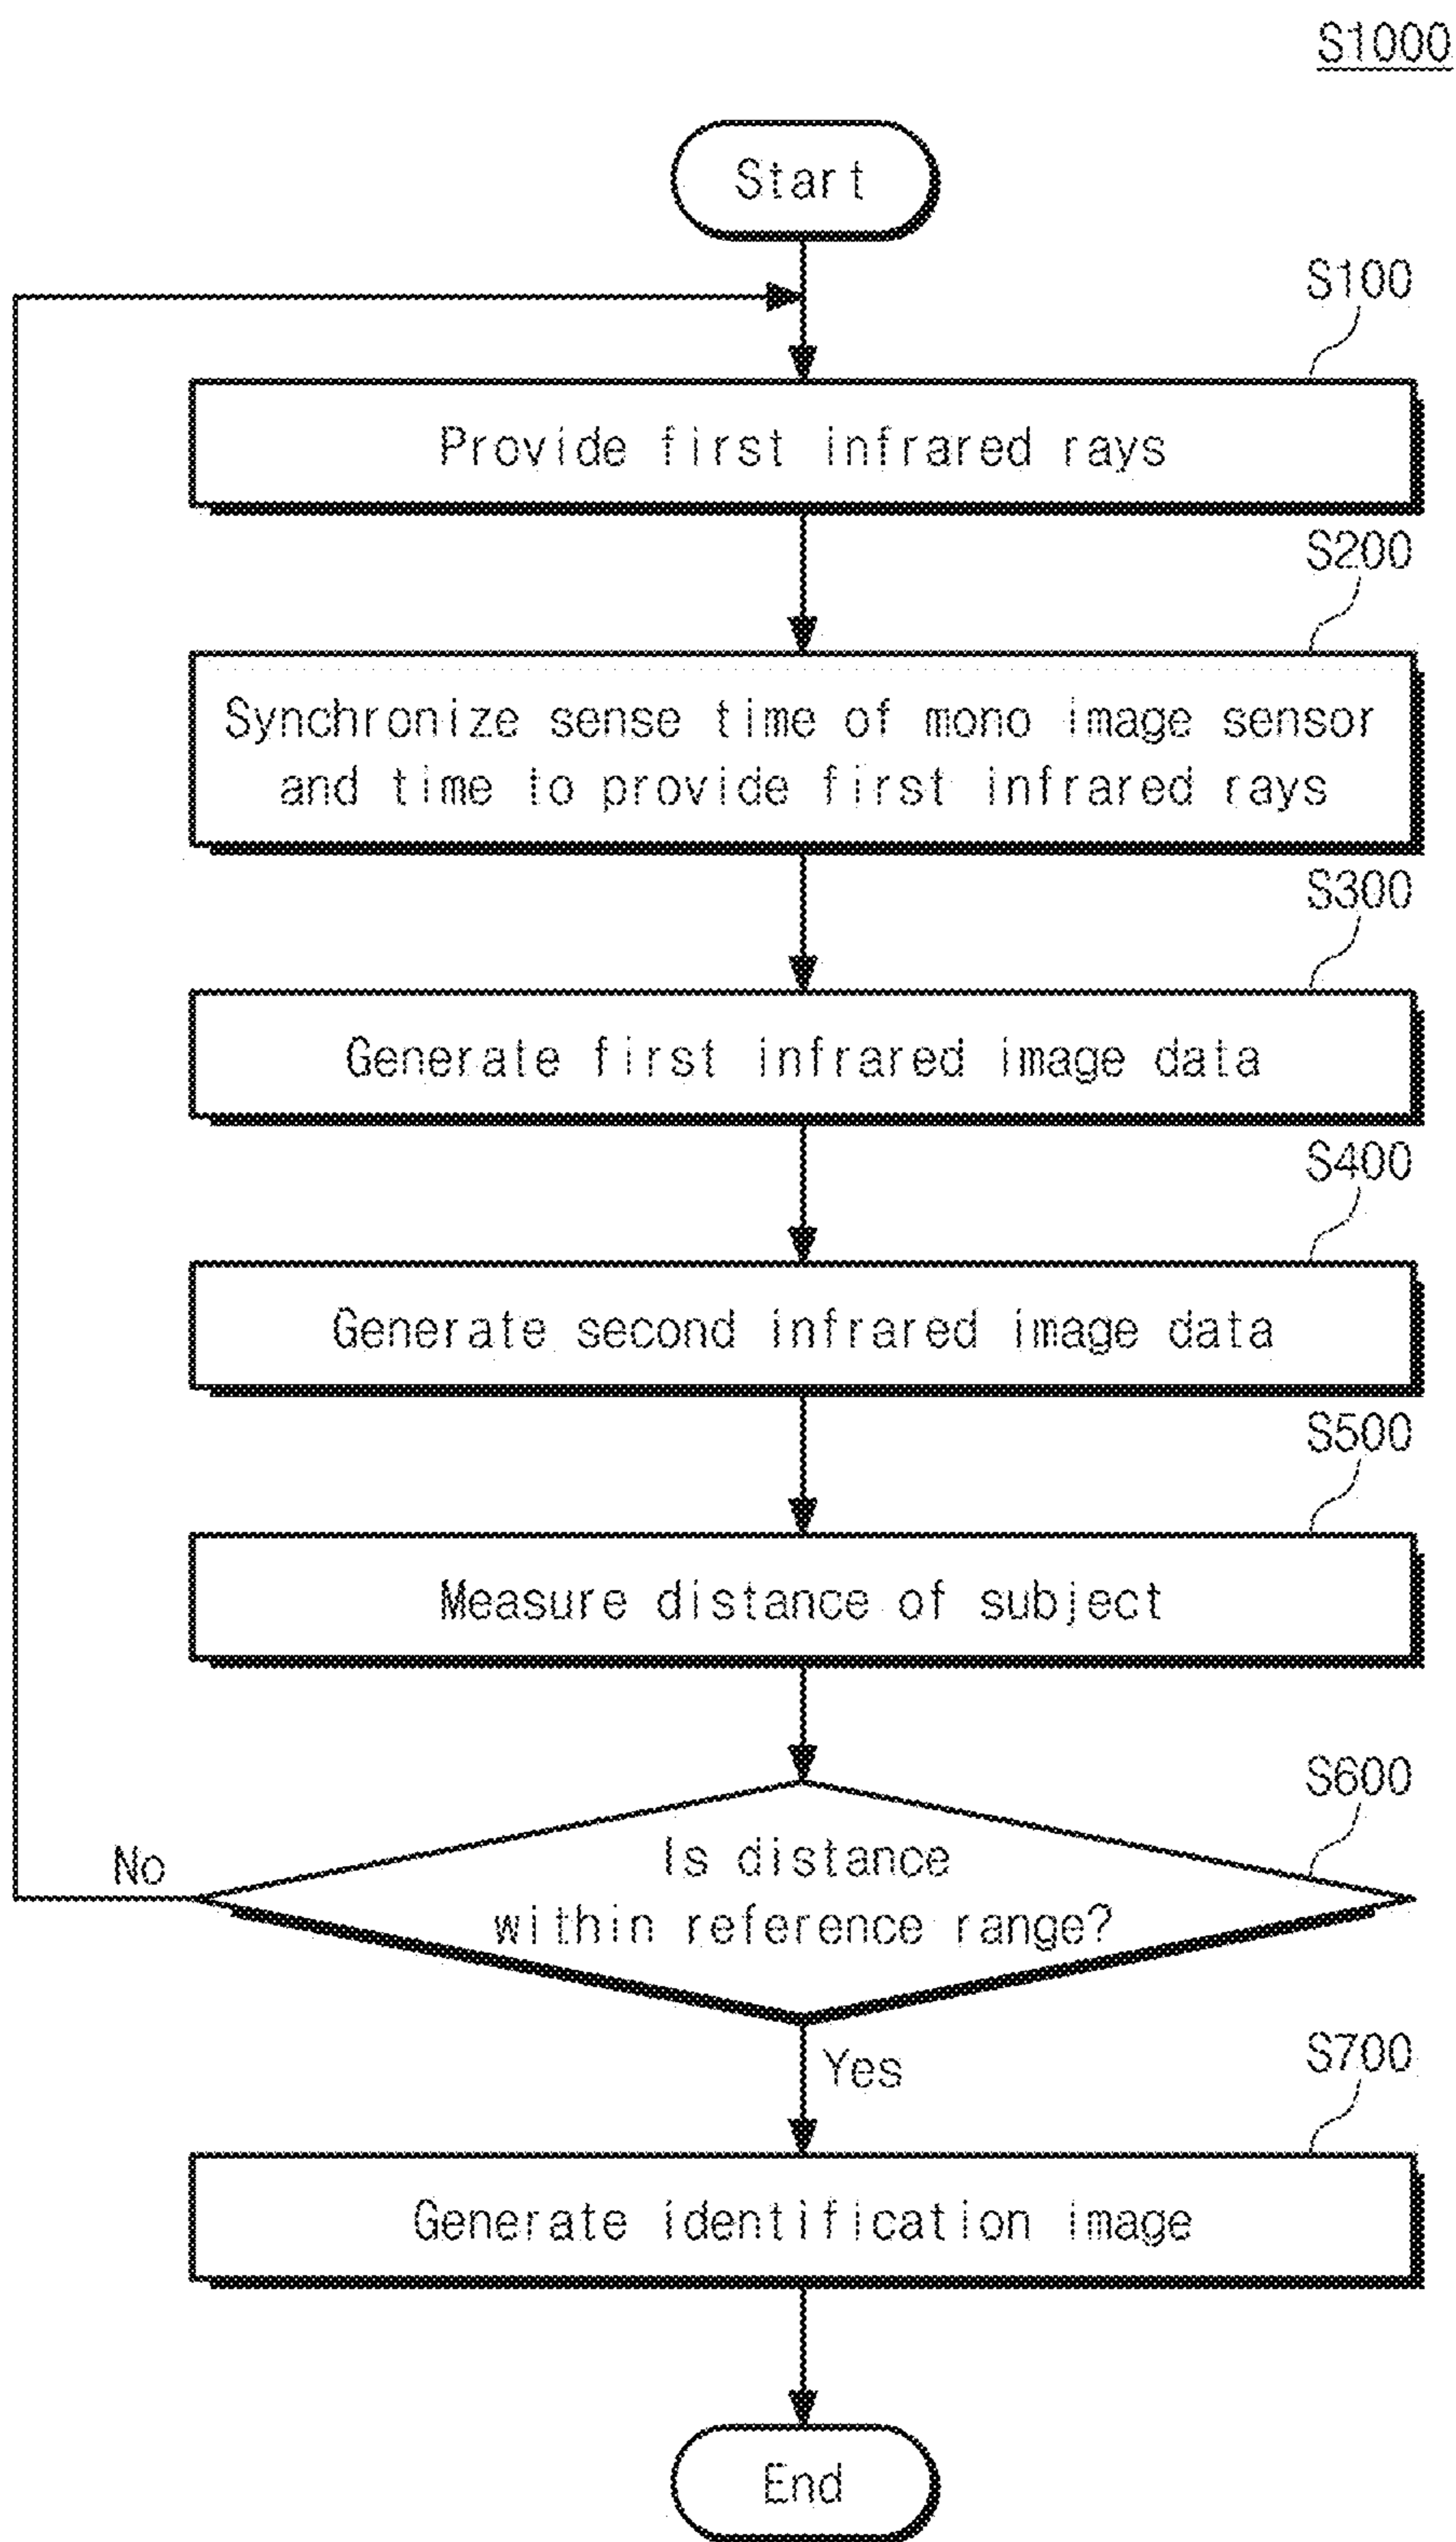 S1000
Start
S100
Provide first infrared rays
S200
Synchronize sense time of mono image sensor
and time to provide first infrared rays
S300
Generate first infrared image data
S400
Generate second infrared image data
S500
Measure distance of subject
S600
Is distance
within reference range?
No
Yes
S700
Generate identification image
End